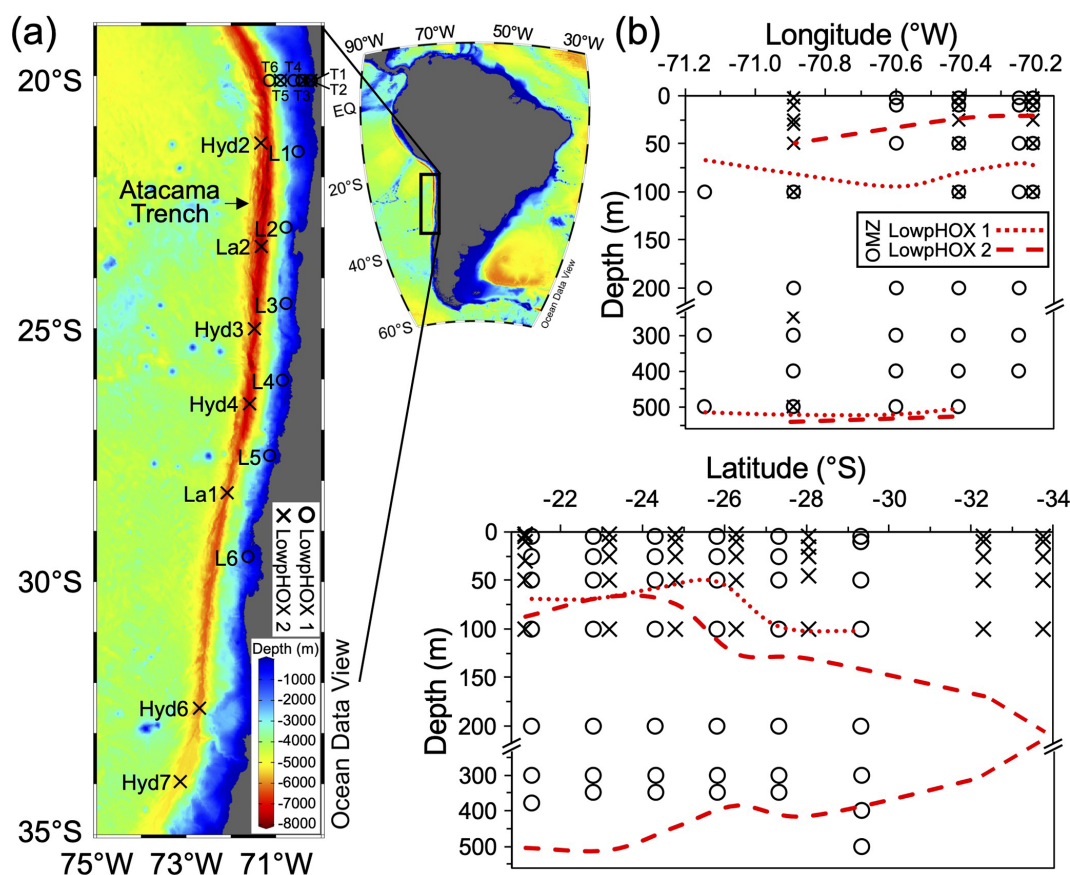 (a)
20°S
25°S
30°S
35°S
75°W
73°W
71°W
T6
T4
T1
T2
T5
T3
Hyd2
L1
Atacama
Trench
L2
La2
L3
Hyd3
L4
Hyd4
L5
La1
L6
Hyd6
Hyd7
LowpHOX 1
LowpHOX 2
Depth (m)
-1000
-2000
-3000
-4000
-5000
-6000
-7000
-8000
Ocean Data View
90°W
70°W
50°W
30°W
EQ
20°S
40°S
60°S
Ocean Data View
(b)
Longitude (°W)
-71.2
-71.0
-70.8
-70.6
-70.4
-70.2
Depth (m)
0
50
100
150
200
300
400
500
OMZ
LowpHOX 1
LowpHOX 2
Latitude (°S)
-22
-24
-26
-28
-30
-32
-34
Depth (m)
0
50
100
150
200
300
400
500